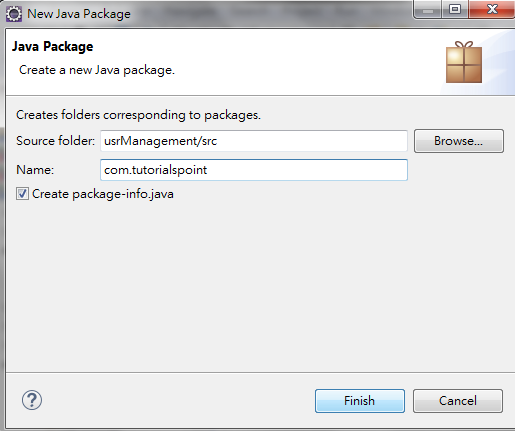 New Java Package
Java Package
Create a new Java package.
Creates folders corresponding to packages.
Source folder: usrManagement/src Browse...
Name: com.tutorialspoint
Create package-info.java
? Finish Cancel